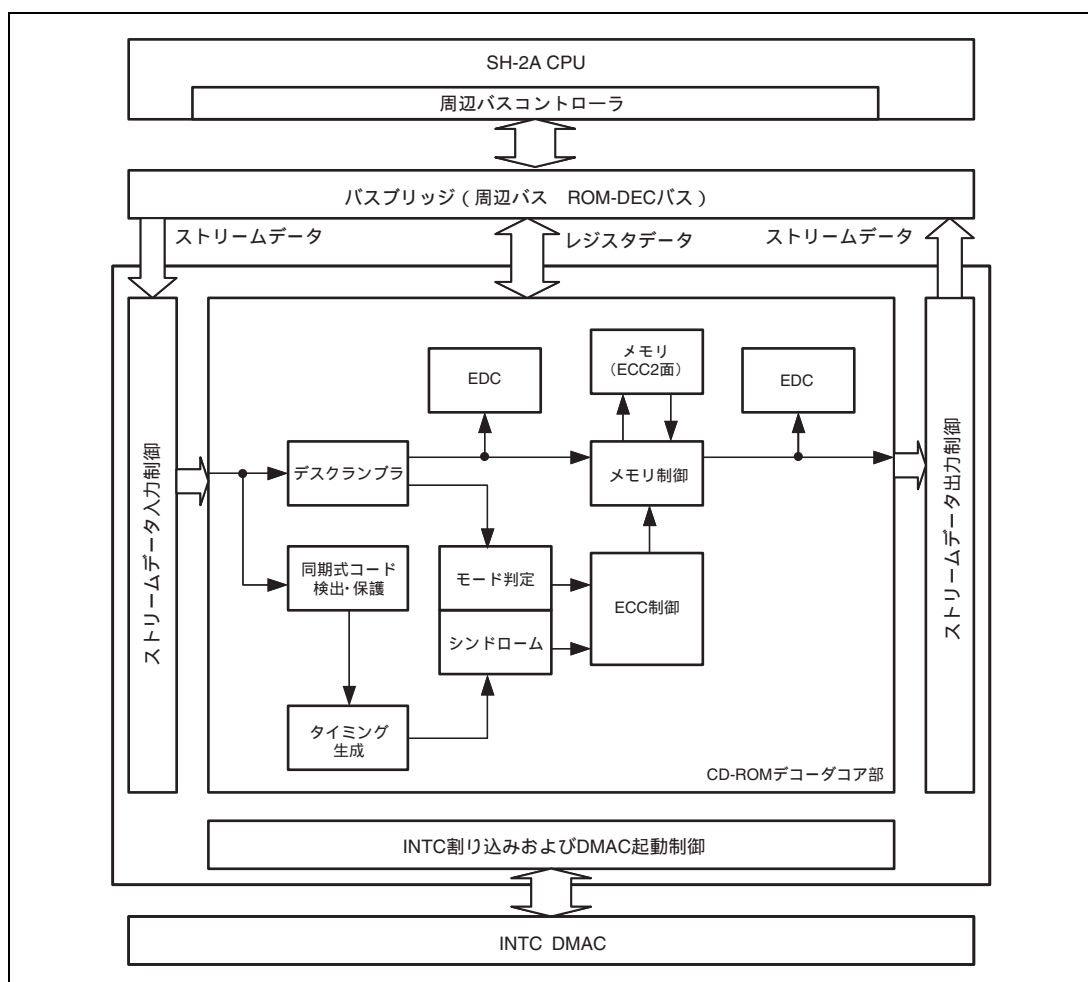 SH-2A CPU
周辺バスコントローラ
バスブリッジ（周辺バス　ROM-DECバス）
ストリームデータ
レジスタデータ
ストリームデータ
ストリームデータ入力制御
EDC
メモリ
（ECC2面）
EDC
デスクランブラ
メモリ制御
同期式コード
検出・保護
モード判定
シンドローム
ECC制御
タイミング
生成
CD-ROMデコーダコア部
ストリームデータ出力制御
INTC割り込みおよびDMAC起動制御
INTC DMAC